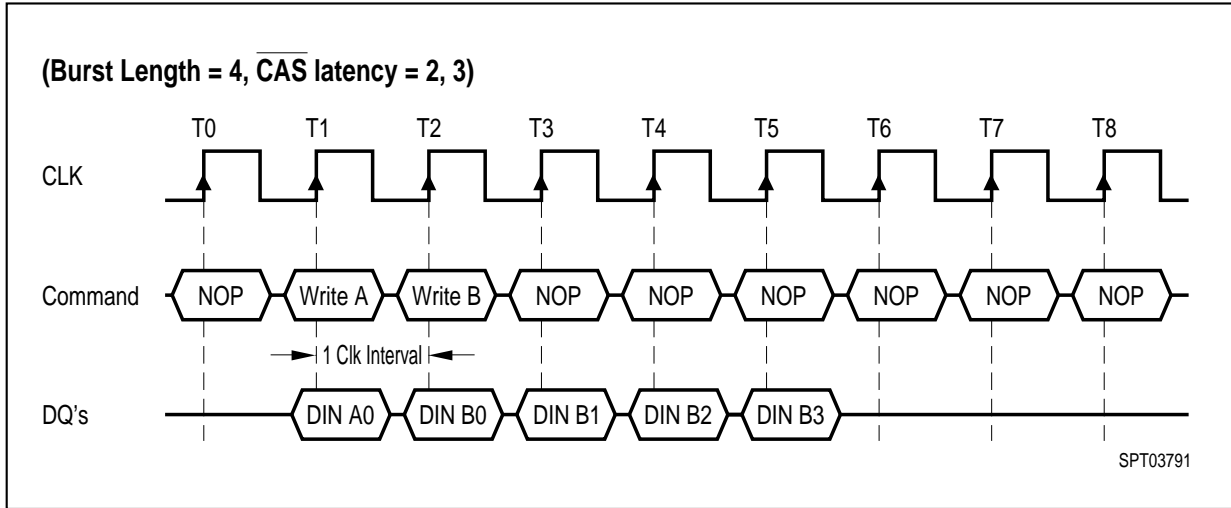 (Burst Length = 4, CAS latency = 2, 3)
T0 T1 T2 T3 T4 T5 T6 T7 T8
CLK
Command NOP Write A Write B NOP NOP NOP NOP NOP NOP
1 Clk Interval
DQ's DIN A0 DIN B0 DIN B1 DIN B2 DIN B3
SPT03791